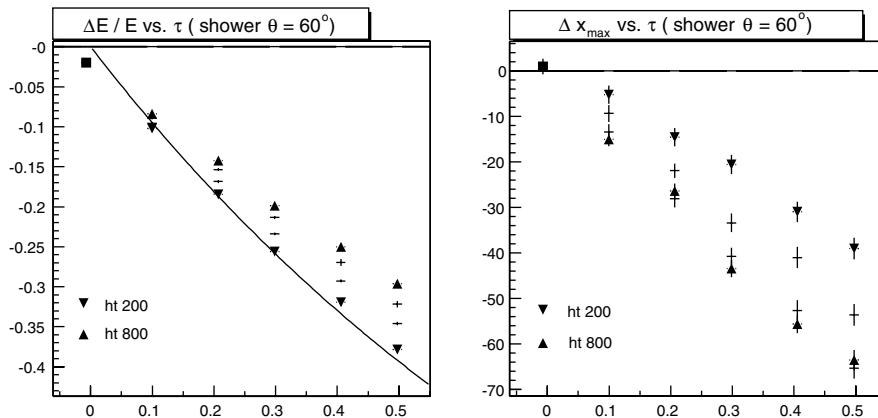 ΔE / E vs. τ ( shower θ = 60°)
-0
-0.05
-0.1
-0.15
-0.2
-0.25
-0.3
-0.35
-0.4
ht 200
ht 800
0 0.1 0.2 0.3 0.4 0.5
Δ xmax vs. τ ( shower θ = 60°)
0
-10
-20
-30
-40
-50
-60
-70
ht 200
ht 800
0 0.1 0.2 0.3 0.4 0.5